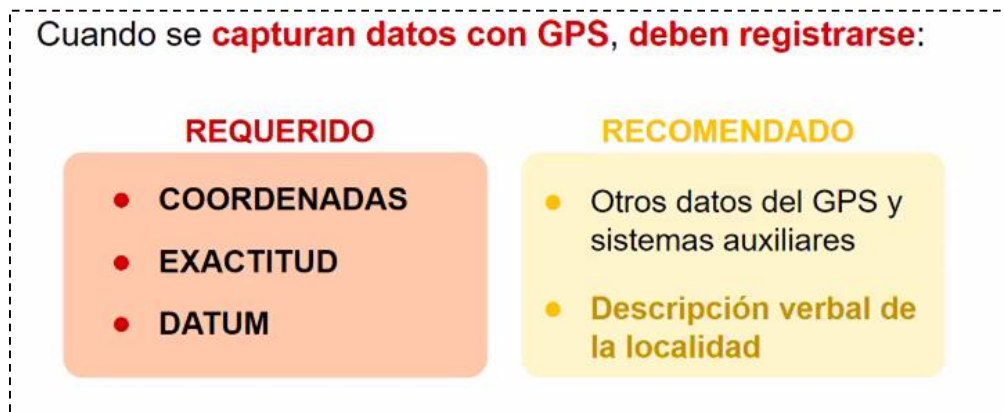 Cuando se capturan datos con GPS, deben registrarse:
REQUERIDO
● COORDENADAS
● EXACTITUD
● DATUM
RECOMENDADO
● Otros datos del GPS y
sistemas auxiliares
● Descripción verbal de
la localidad